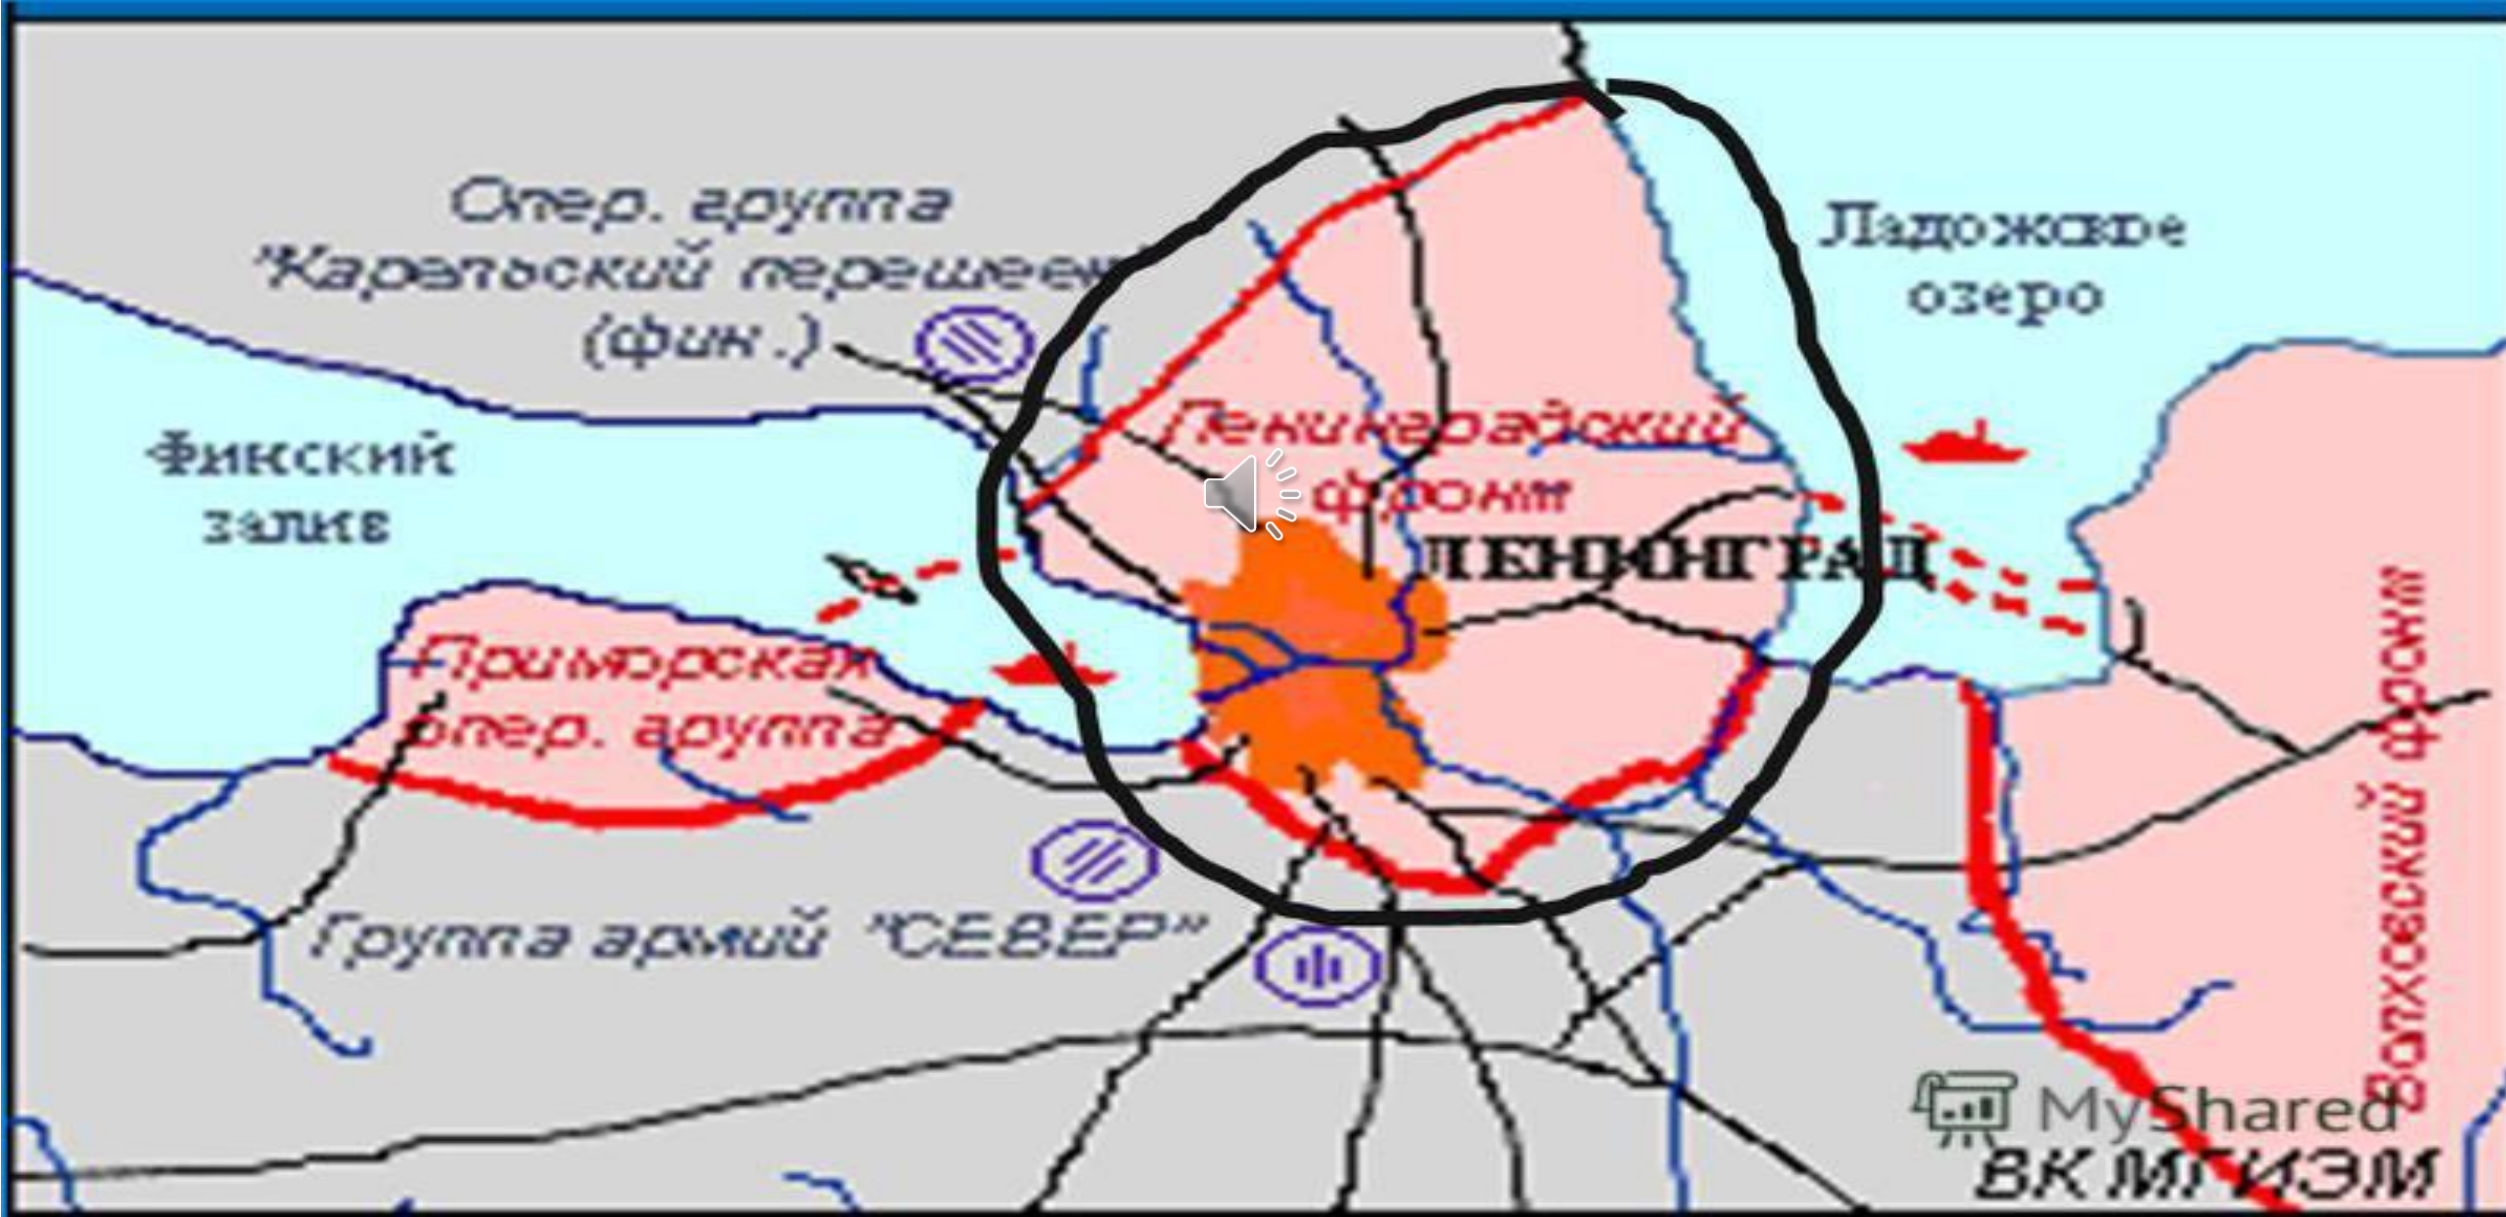 Опер. группа
"Карельский перешеек"
(фин.)
Ладожское
озеро
Финский
залив
Ленинградский
фронт
ЛЕНИНГРАД
Приморская
опер. группа
Волховский фронт
Группа армий "СЕВЕР"
MyShared
ВК МГИЭМ